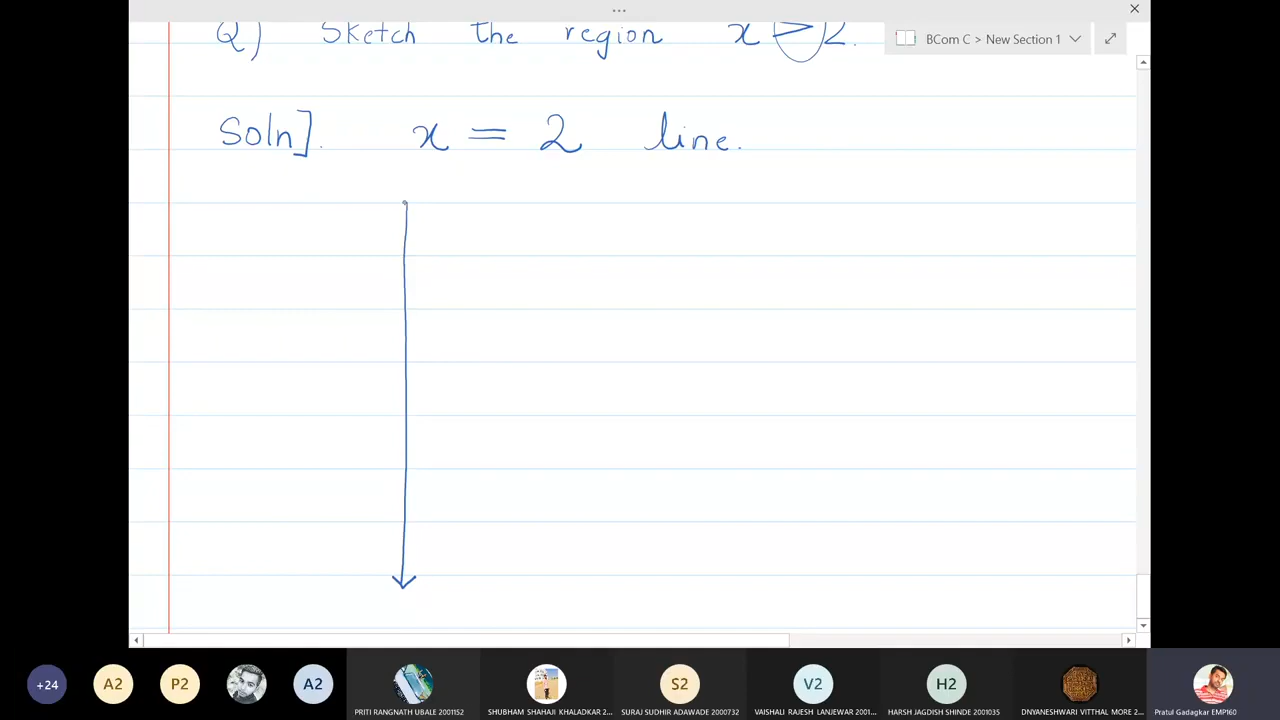 Q) Sketch the region x ≥ 2.
BCom C > New Section 1
Soln]. x = 2 line.
+24
A2
P2
A2
S2
V2
H2
PRITI RANGNATH UBALE 2001152
SHUBHAM SHAHAJI KHALADKAR 2...
SURAJ SUDHIR ADAWADE 2000732
VAISHALI RAJESH LANJEWAR 2001...
HARSH JAGDISH SHINDE 2001035
DNYANESHWARI VITTHAL MORE 2...
Pratul Gadagkar EMP160